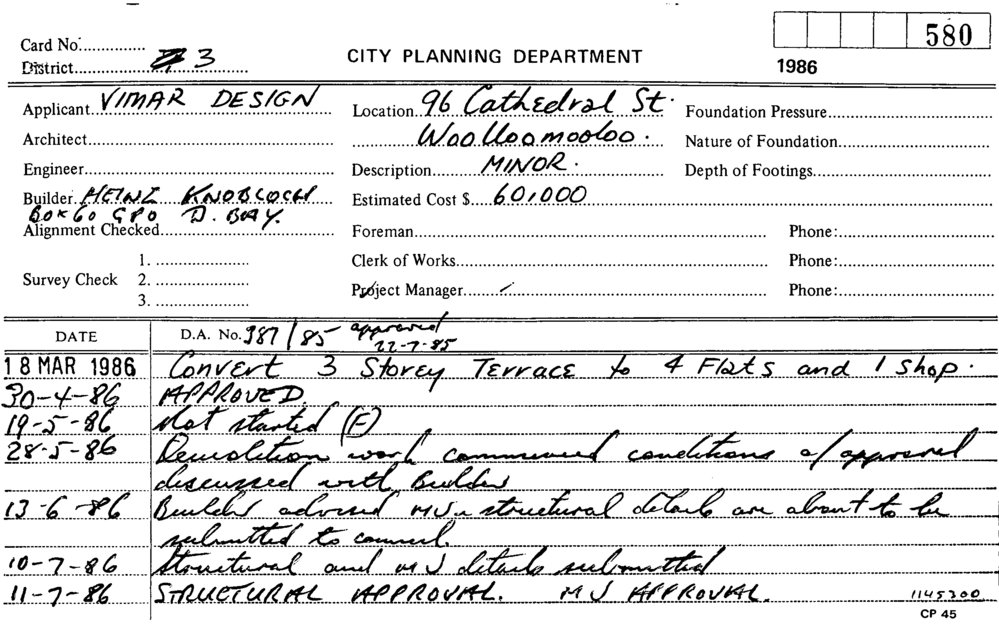 580
Card No:
District 3
CITY PLANNING DEPARTMENT
1986
Applicant VIMAR DESIGN
Location 96 Cathedral St.
Foundation Pressure
Architect
Woolloomooloo.
Nature of Foundation
Engineer
Description MINOR.
Depth of Footings
Builder HEINZ KNOBLOCH
Estimated Cost $ 60,000
Box 60 GPO D. BAY.
Alignment Checked
Foreman
Phone:
Clerk of Works
Phone:
Survey Check
1.
2.
3.
Project Manager
Phone:
DATE
D.A. No. 387/85 approved
22-7-85
18 MAR 1986 Convert 3 Storey Terrace to 4 Flats and 1 Shop.
30-4-86 APPROVED.
19-5-86 Not started (F)
28-5-86 Demolition work commenced conditions of approval
discussed with Builder
13-6-86 Builder advised structural details are about to be
submitted to council.
10-7-86 Structural and MJ details submitted
11-7-86 STRUCTURAL APPROVAL. MJ APPROVAL.
1145200
CP 45